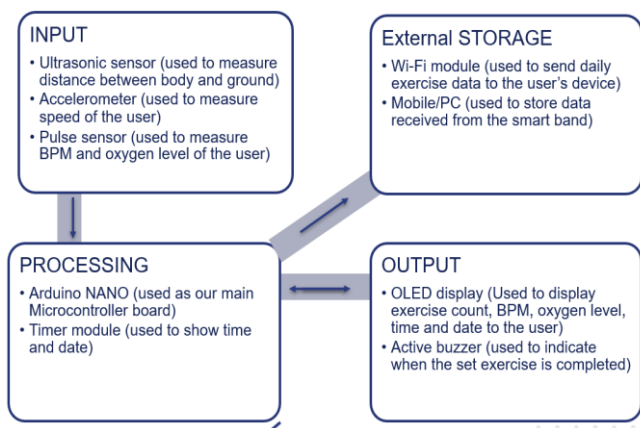 INPUT
• Ultrasonic sensor (used to measure
distance between body and ground)
• Accelerometer (used to measure
speed of the user)
• Pulse sensor (used to measure
BPM and oxygen level of the user)
External STORAGE
• Wi-Fi module (used to send daily
exercise data to the user's device)
• Mobile/PC (used to store data
received from the smart band)
PROCESSING
• Arduino NANO (used as our main
Microcontroller board)
• Timer module (used to show time
and date)
OUTPUT
• OLED display (Used to display
exercise count, BPM, oxygen level,
time and date to the user)
• Active buzzer (used to indicate
when the set exercise is completed)